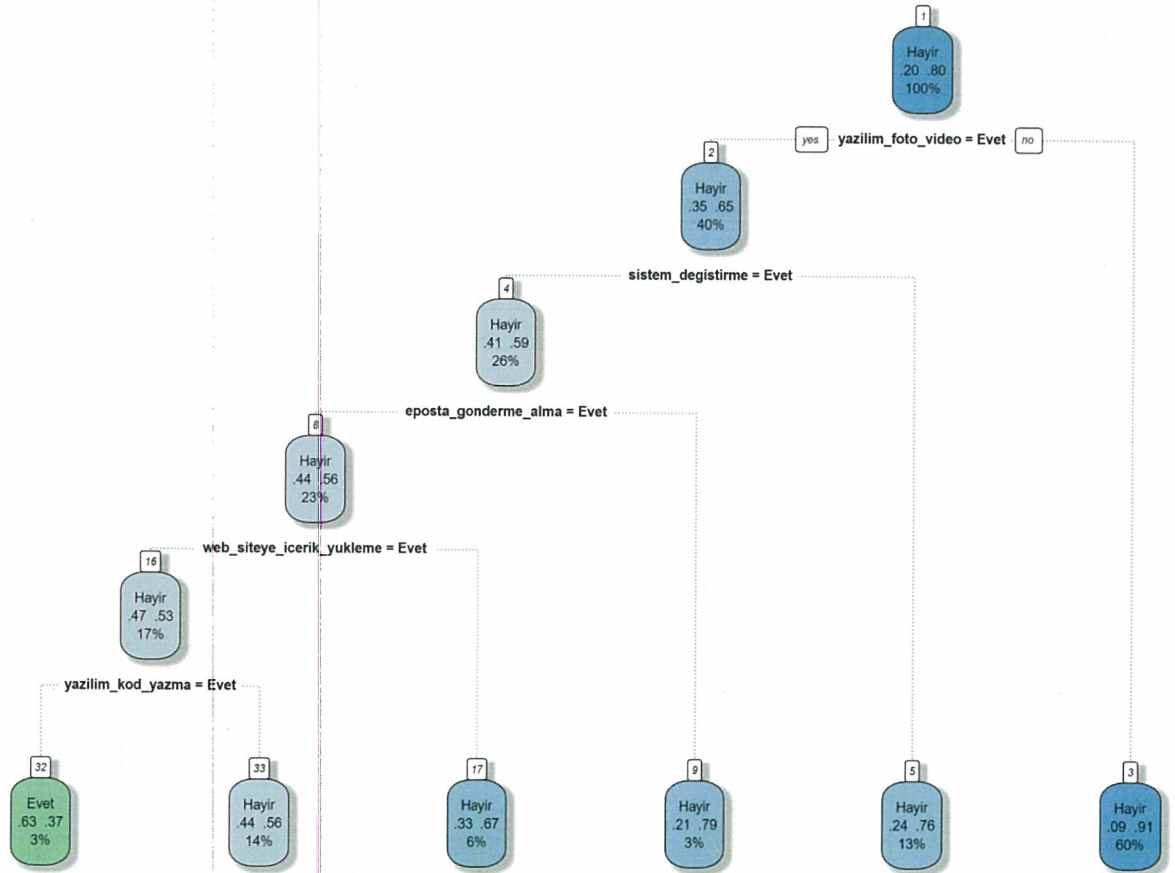 1
Hayir
.20 .80
100%
yes yazilim_foto_video = Evet no
2
Hayir
.35 .65
40%
sistem_degistirme = Evet
4
Hayir
.41 .59
26%
eposta_gonderme_alma = Evet
8
Hayir
.44 .56
23%
web_siteye_icerik_yukleme = Evet
16
Hayir
.47 .53
17%
yazilim_kod_yazma = Evet
32
Evet
.63 .37
3%
33
Hayir
.44 .56
14%
17
Hayir
.33 .67
6%
9
Hayir
.21 .79
3%
5
Hayir
.24 .76
13%
3
Hayir
.09 .91
60%